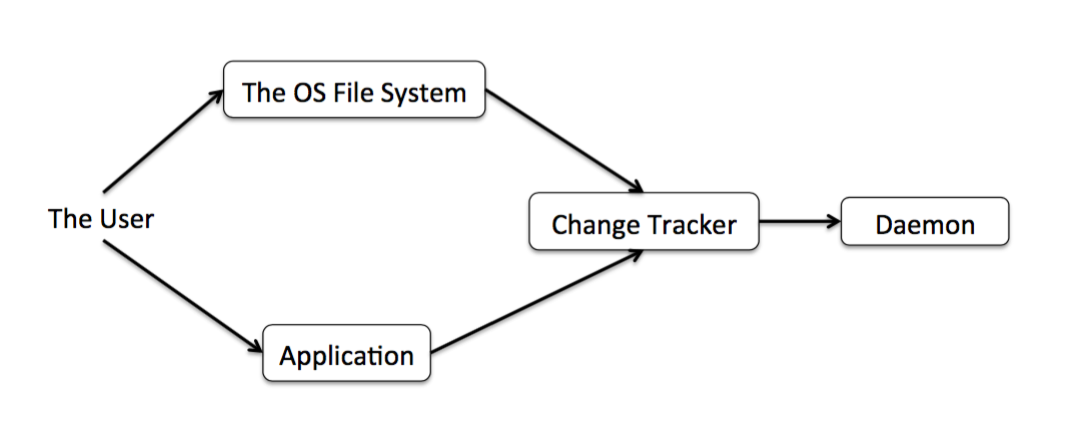 The OS File System
The User
Change Tracker
Daemon
Application